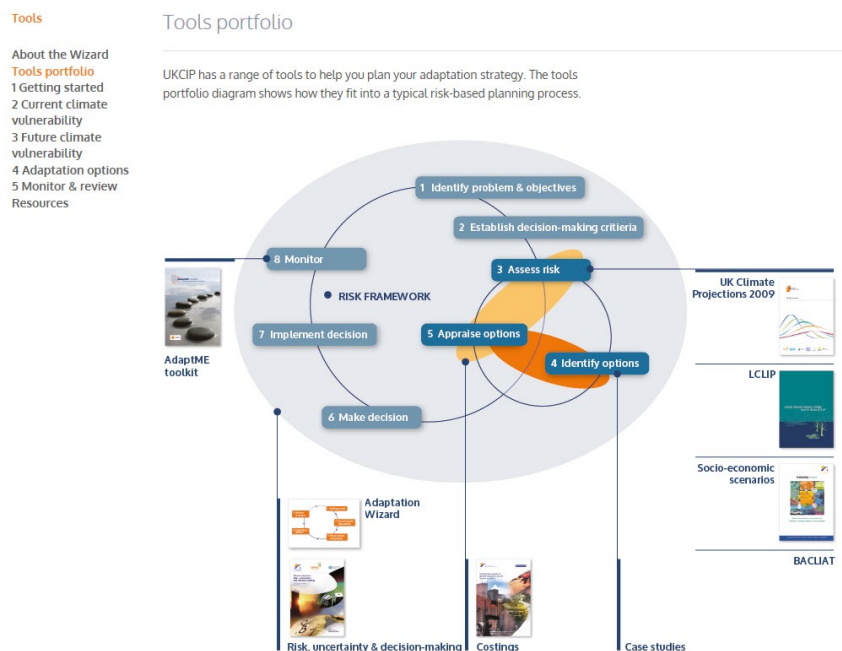 Tools
About the Wizard
Tools portfolio
1 Getting started
2 Current climate
vulnerability
3 Future climate
vulnerability
4 Adaptation options
5 Monitor & review
Resources
Tools portfolio
UKCIP has a range of tools to help you plan your adaptation strategy. The tools
portfolio diagram shows how they fit into a typical risk-based planning process.
1 Identify problem & objectives
2 Establish decision-making critieria
3 Assess risk
4 Identify options
5 Appraise options
6 Make decision
7 Implement decision
8 Monitor
RISK FRAMEWORK
AdaptME
toolkit
UK Climate
Projections 2009
LCLIP
Socio-economic
scenarios
BACLIAT
Adaptation
Wizard
Risk, uncertainty & decision-making
Costings
Case studies